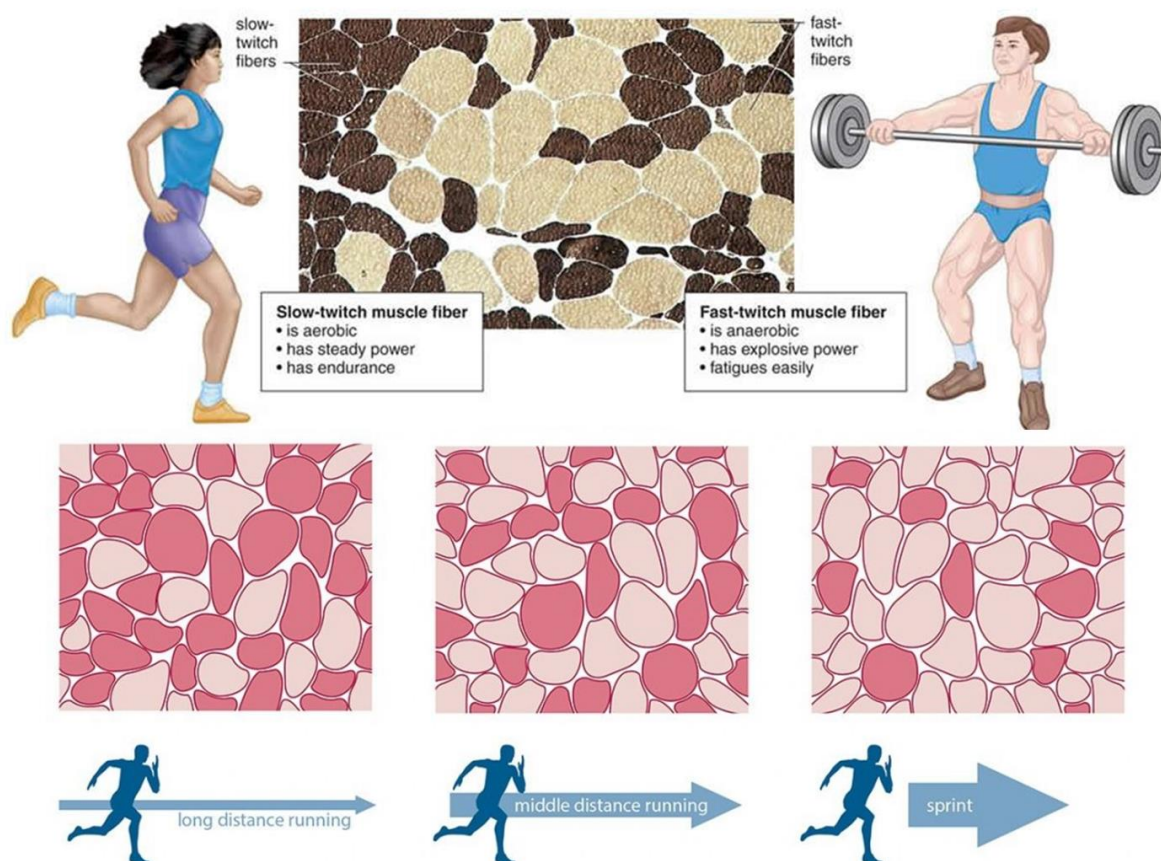 slow-
twitch
fibers
fast-
twitch
fibers
Slow-twitch muscle fiber
• is aerobic
• has steady power
• has endurance
Fast-twitch muscle fiber
• is anaerobic
• has explosive power
• fatigues easily
long distance running
middle distance running
sprint